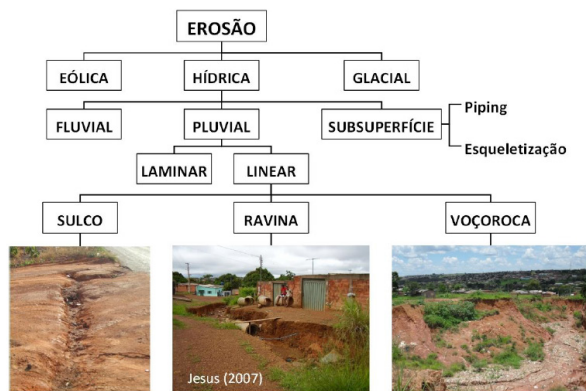 EROSÃO
EÓLICA
HÍDRICA
GLACIAL
FLUVIAL
PLUVIAL
SUBSUPERFÍCIE
Piping
Esqueletização
LAMINAR
LINEAR
SULCO
RAVINA
VOÇOROCA
Jesus (2007)